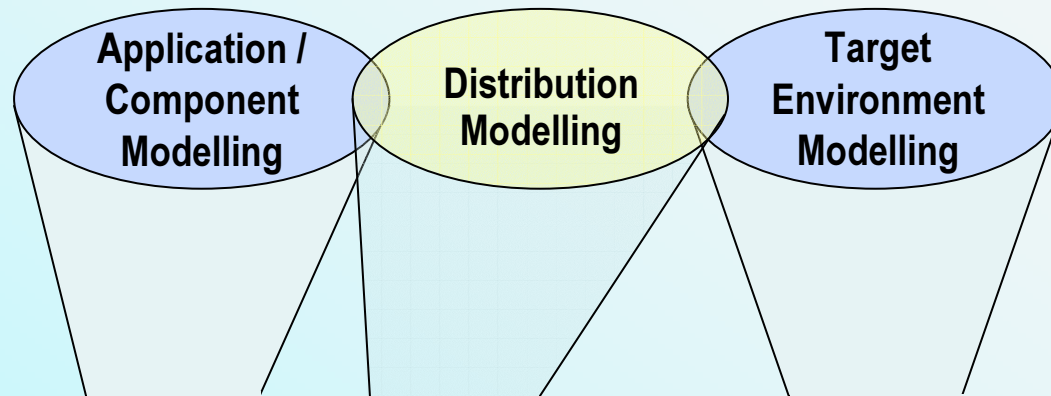 Application /
Component
Modelling
Distribution
Modelling
Target
Environment
Modelling